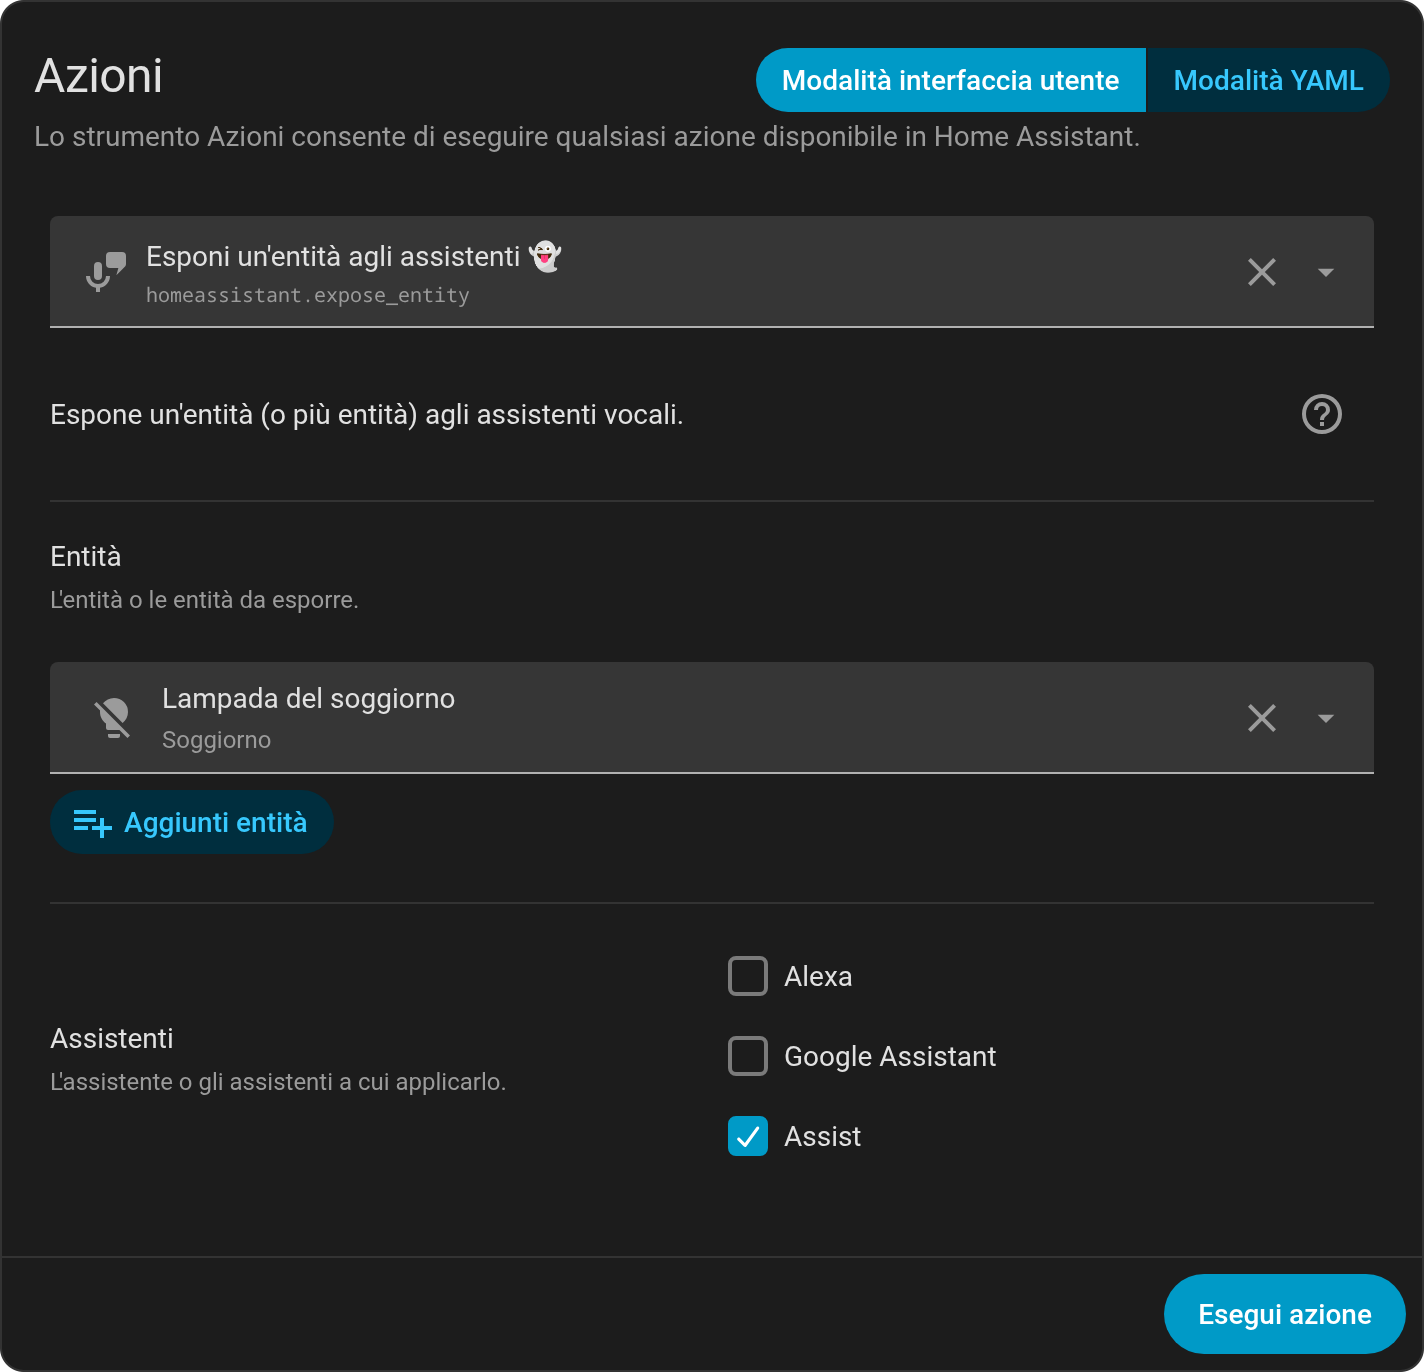 Azioni
Modalità interfaccia utente
Modalità YAML
Lo strumento Azioni consente di eseguire qualsiasi azione disponibile in Home Assistant.
Esponi un'entità agli assistenti 👻
homeassistant.expose_entity
Espone un'entità (o più entità) agli assistenti vocali.
Entità
L'entità o le entità da esporre.
Lampada del soggiorno
Soggiorno
Aggiunti entità
Assistenti
L'assistente o gli assistenti a cui applicarlo.
Alexa
Google Assistant
Assist
Esegui azione